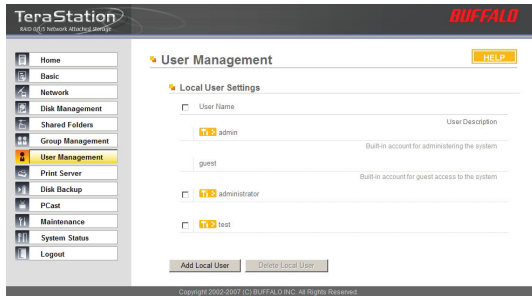 TeraStation
RAID 0/1/5 Network Attached Storage
BUFFALO
Home
Basic
Network
Disk Management
Shared Folders
Group Management
User Management
Print Server
Disk Backup
PCast
Maintenance
System Status
Logout
User Management
HELP
Local User Settings
User Name
User Description
admin
Built-in account for administering the system
guest
Built-in account for guest access to the system
administrator
test
Add Local User
Delete Local User
Copyright 2002-2007 (C) BUFFALO INC. All Rights Reserved.